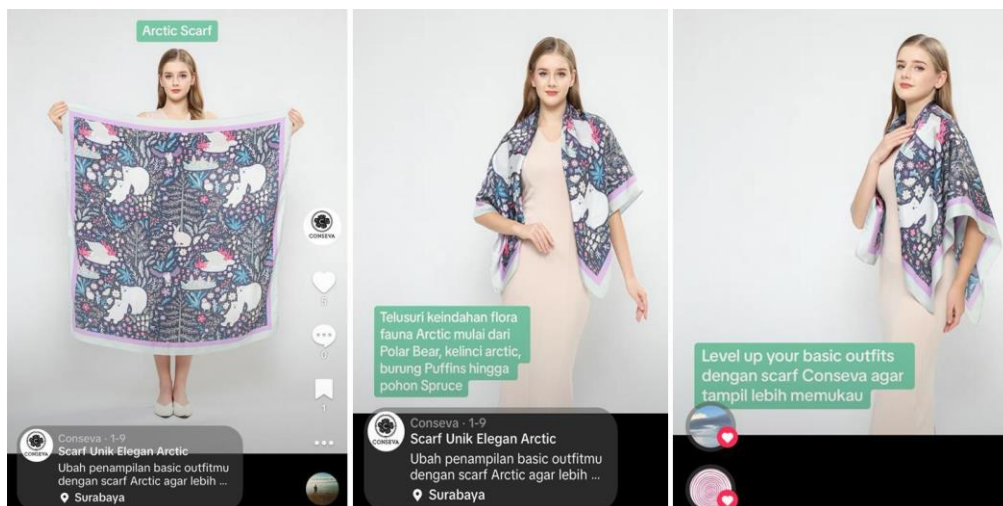 Arctic Scarf
CONSEVA
5
0
1
CONSEVA
Conseva · 1-9
Scarf Unik Elegan Arctic
Ubah penampilan basic outfitmu
dengan scarf Arctic agar lebih ...
Surabaya
Telusuri keindahan flora
fauna Arctic mulai dari
Polar Bear, kelinci arctic,
burung Puffins hingga
pohon Spruce
CONSEVA
Conseva · 1-9
Scarf Unik Elegan Arctic
Ubah penampilan basic outfitmu
dengan scarf Arctic agar lebih ...
Surabaya
Level up your basic outfits
dengan scarf Conseva agar
tampil lebih memukau